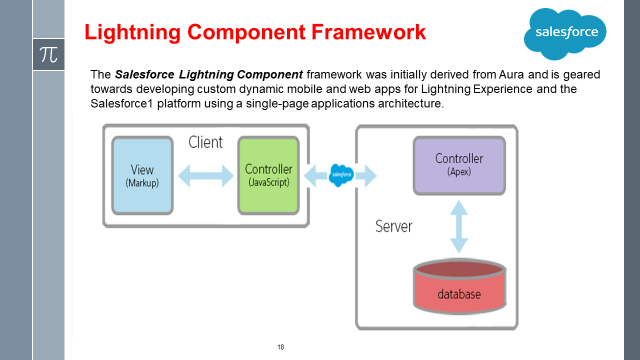 Lightning Component Framework
salesforce
π
The Salesforce Lightning Component framework was initially derived from Aura and is geared
towards developing custom dynamic mobile and web apps for Lightning Experience and the
Salesforce1 platform using a single-page applications architecture.
Client
View
(Markup)
Controller
(JavaScript)
salesforce
Controller
(Apex)
Server
database
18